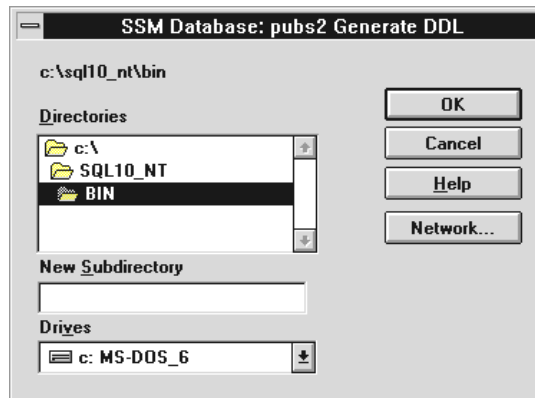 SSM Database: pubs2 Generate DDL
c:\sql10_nt\bin
Directories
c:\
SQL10_NT
BIN
New Subdirectory
Drives
c: MS-DOS_6
OK
Cancel
Help
Network...